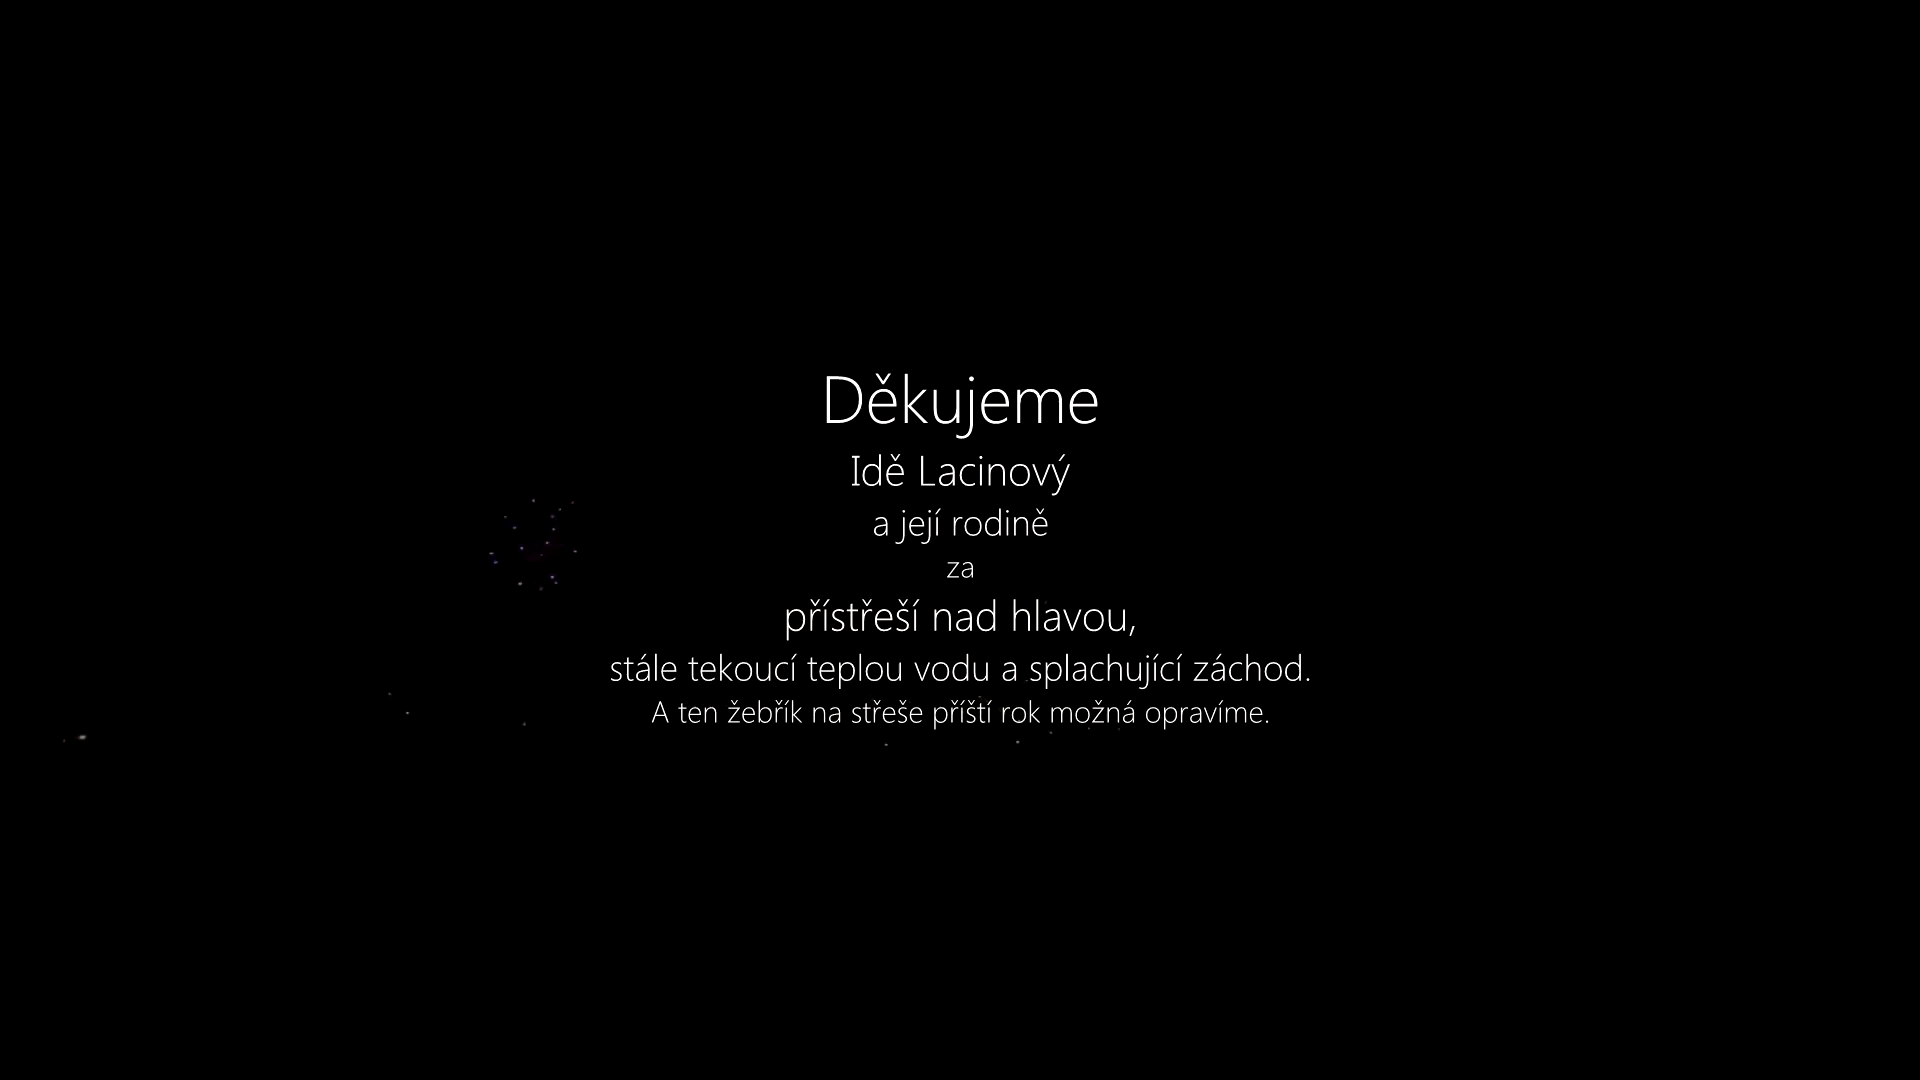 Děkujeme
Idě Lacinový
a její rodině
za
přístřeší nad hlavou,
stále tekoucí teplou vodu a splachující záchod.
A ten žebřík na střeše příští rok možná opravíme.